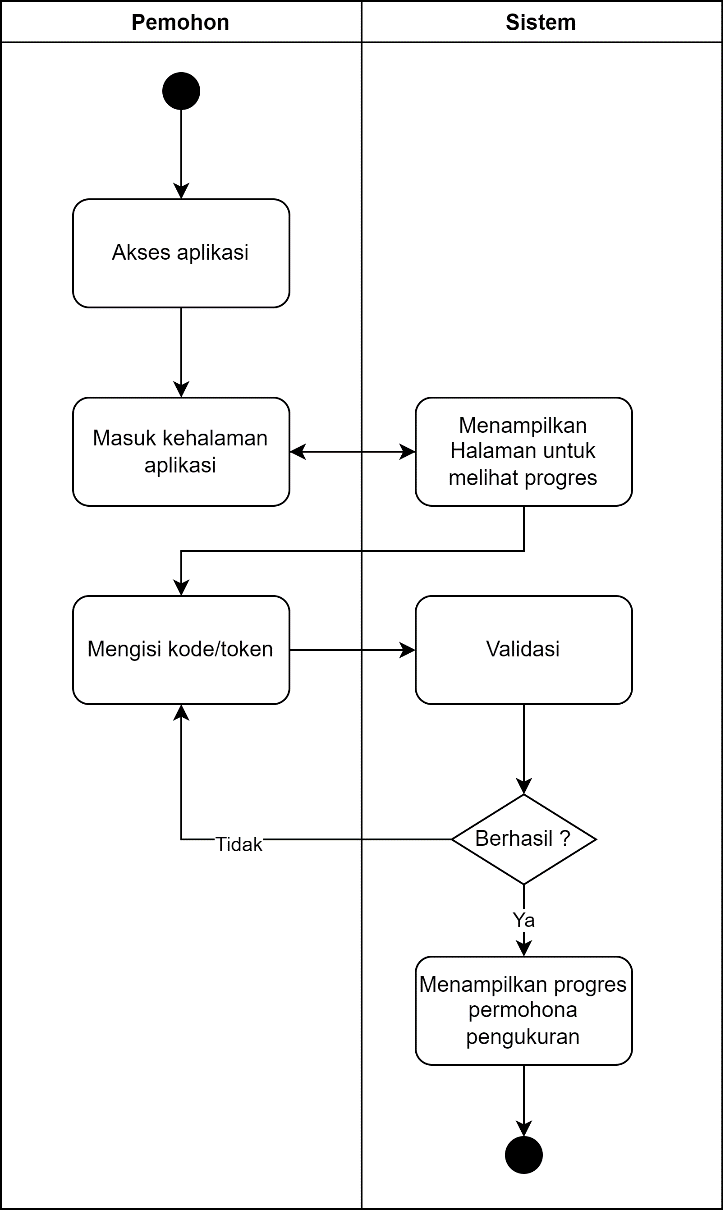 Pemohon
Sistem
Akses aplikasi
Masuk kehalaman
aplikasi
Menampilkan
Halaman untuk
melihat progres
Mengisi kode/token
Validasi
Berhasil ?
Tidak
Ya
Menampilkan progres
permohona
pengukuran